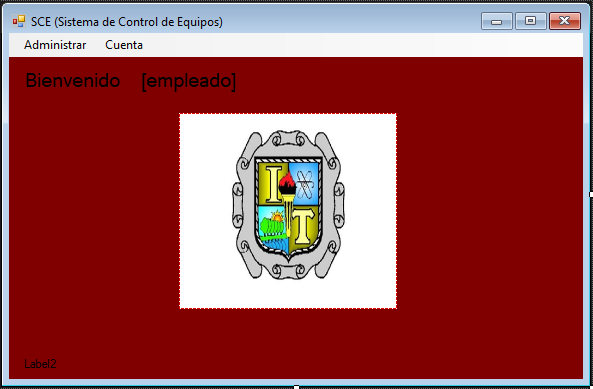 SCE (Sistema de Control de Equipos)
Administrar Cuenta
Bienvenido [empleado]
I
T
Label2